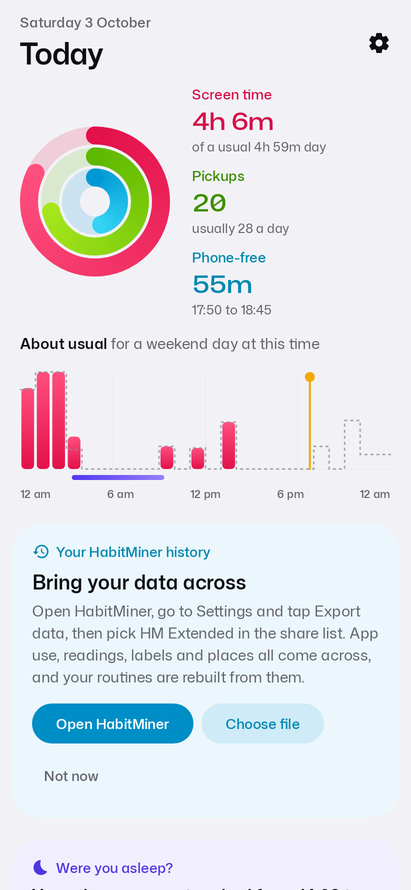 Saturday 3 October
Today
Screen time
4h 6m
of a usual 4h 59m day
Pickups
20
usually 28 a day
Phone-free
55m
17:50 to 18:45
About usual for a weekend day at this time
12 am 6 am 12 pm 6 pm 12 am
Your HabitMiner history
Bring your data across
Open HabitMiner, go to Settings and tap Export
data, then pick HM Extended in the share list. App
use, readings, labels and places all come across,
and your routines are rebuilt from them.
Open HabitMiner Choose file
Not now
Were you asleep?